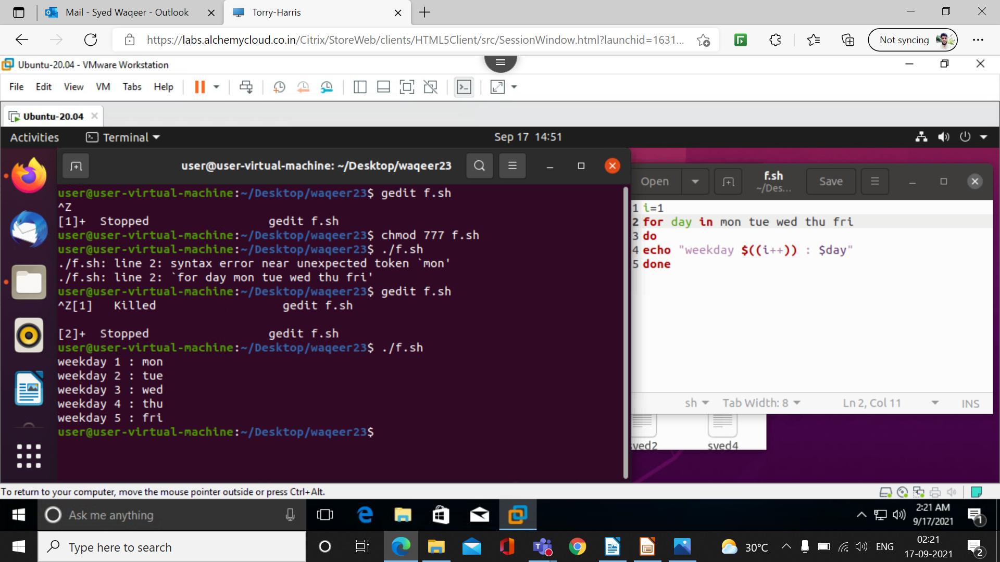 Mail - Syed Waqeer - Outlook
Torry-Harris
https://labs.alchemycloud.co.in/Citrix/StoreWeb/clients/HTML5Client/src/SessionWindow.html?launchid=1631...
Not syncing
Ubuntu-20.04 - VMware Workstation
File Edit View VM Tabs Help
Ubuntu-20.04
Activities
Terminal
Sep 17 14:51
user@user-virtual-machine: ~/Desktop/waqeer23
user@user-virtual-machine:~/Desktop/waqeer23$ gedit f.sh
^Z
[1]+  Stopped                 gedit f.sh
user@user-virtual-machine:~/Desktop/waqeer23$ chmod 777 f.sh
user@user-virtual-machine:~/Desktop/waqeer23$ ./f.sh
./f.sh: line 2: syntax error near unexpected token `mon'
./f.sh: line 2: `for day mon tue wed thu fri'
user@user-virtual-machine:~/Desktop/waqeer23$ gedit f.sh
^Z[1]   Killed                  gedit f.sh
[2]+  Stopped                 gedit f.sh
user@user-virtual-machine:~/Desktop/waqeer23$ ./f.sh
weekday 1 : mon
weekday 2 : tue
weekday 3 : wed
weekday 4 : thu
weekday 5 : fri
user@user-virtual-machine:~/Desktop/waqeer23$
Open
f.sh
~/Des...
Save
1 i=1
2 for day in mon tue wed thu fri
3 do
4 echo "weekday $((i++)) : $day"
5 done
sh
Tab Width: 8
Ln 2, Col 11
INS
syed2
syed4
To return to your computer, move the mouse pointer outside or press Ctrl+Alt.
Ask me anything
2:21 AM
9/17/2021
1
Type here to search
30°C
ENG
02:21
17-09-2021
2